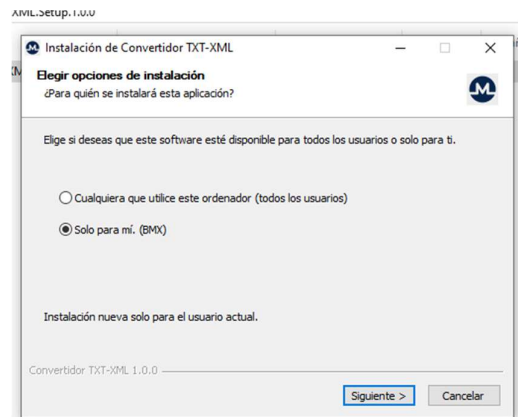 XML.Setup.1.0.0
Instalación de Convertidor TXT-XML
Elegir opciones de instalación
¿Para quién se instalará esta aplicación?
Elige si deseas que este software esté disponible para todos los usuarios o solo para ti.
Cualquiera que utilice este ordenador (todos los usuarios)
Solo para mí. (BMX)
Instalación nueva solo para el usuario actual.
Convertidor TXT-XML 1.0.0
Siguiente >
Cancelar